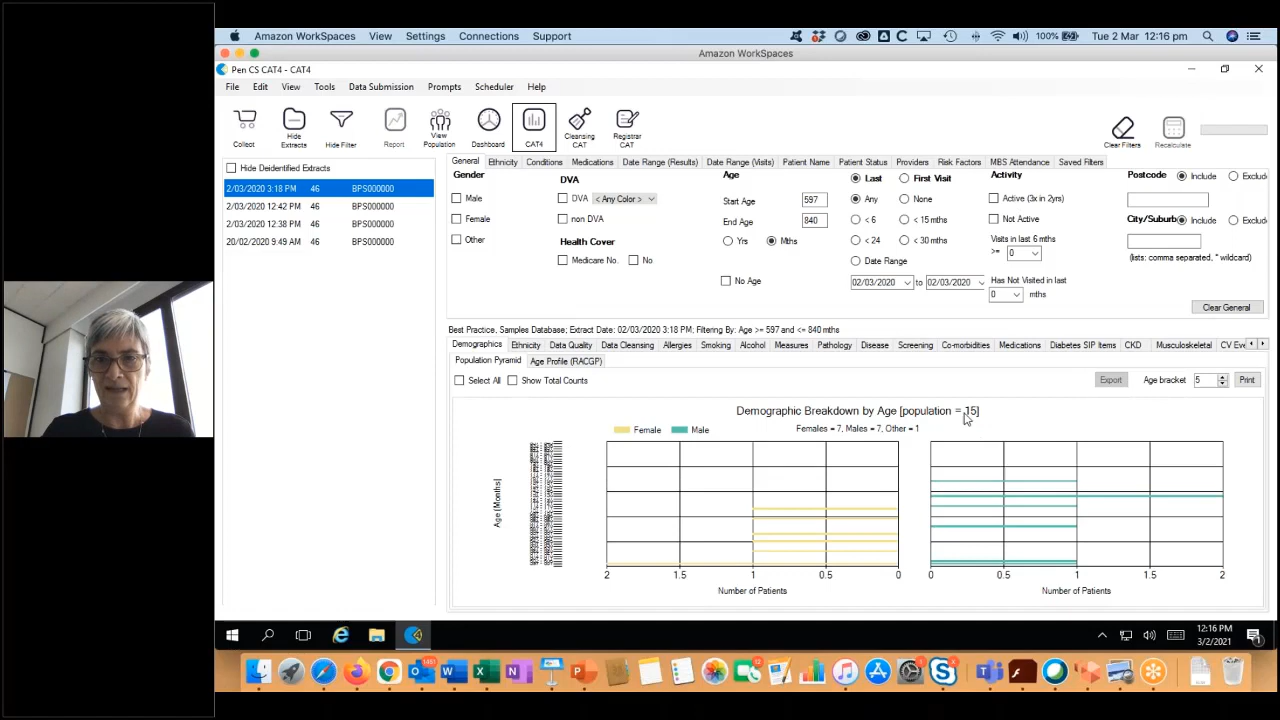 Amazon WorkSpaces View Settings Connections Support 100% Tue 2 Mar 12:16 pm
Amazon WorkSpaces
Pen CS CAT4 - CAT4
File Edit View Tools Data Submission Prompts Scheduler Help
Collect Hide Extracts Hide Filter Report View Population Dashboard CAT4 Cleansing CAT Registrar CAT Clear Filters Recalculate
Hide Deidentified Extracts
2/03/2020 3:18 PM 46 BPS000000
2/03/2020 12:42 PM 46 BPS000000
2/03/2020 12:38 PM 46 BPS000000
20/02/2020 9:49 AM 46 BPS000000
General Ethnicity Conditions Medications Date Range (Results) Date Range (Visits) Patient Name Patient Status Providers Risk Factors MBS Attendance Saved Filters
Gender DVA Age Last First Visit Activity Postcode Include Exclud
Male DVA < Any Color > Start Age 597 Any None Active (3x in 2yrs)
Female non DVA End Age 840 < 6 < 15 mths Not Active City/Suburb Include Exclud
Other Health Cover Yrs Mths < 24 < 30 mths Visits in last 6 mths
Medicare No. No Date Range >= 0 (lists: comma separated, * wildcard)
No Age 02/03/2020 to 02/03/2020 Has Not Visited in last
0 mths
Clear General
Best Practice, Samples Database; Extract Date: 02/03/2020 3:18 PM; Filtering By: Age >= 597 and <= 840 mths
Demographics Ethnicity Data Quality Data Cleansing Allergies Smoking Alcohol Measures Pathology Disease Screening Co-morbidities Medications Diabetes SIP Items CKD Musculoskeletal CV Eve
Population Pyramid Age Profile (RACGP)
Select All Show Total Counts Export Age bracket 5 Print
Demographic Breakdown by Age [population = 15]
Female Male Females = 7, Males = 7, Other = 1
Age [Months]
2 1.5 1 0.5 0 0 0.5 1 1.5 2
Number of Patients Number of Patients
12:16 PM
3/2/2021